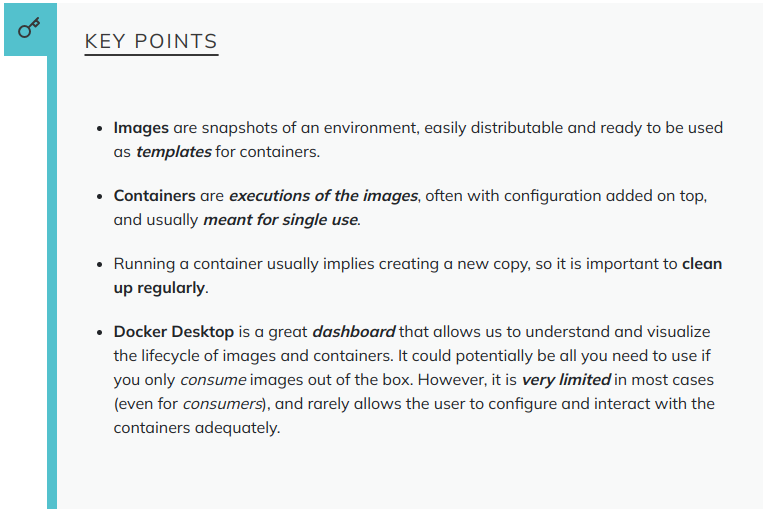 KEY POINTS
Images are snapshots of an environment, easily distributable and ready to be used
as templates for containers.
Containers are executions of the images, often with configuration added on top,
and usually meant for single use.
Running a container usually implies creating a new copy, so it is important to clean
up regularly.
Docker Desktop is a great dashboard that allows us to understand and visualize
the lifecycle of images and containers. It could potentially be all you need to use if
you only consume images out of the box. However, it is very limited in most cases
(even for consumers), and rarely allows the user to configure and interact with the
containers adequately.